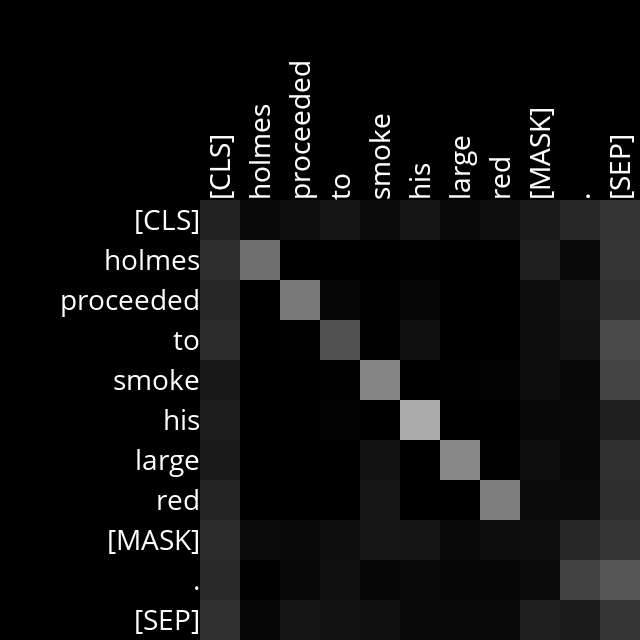 [CLS] holmes proceeded to smoke his large red [MASK] . [SEP]
[CLS]
holmes
proceeded
to
smoke
his
large
red
[MASK]
.
[SEP]